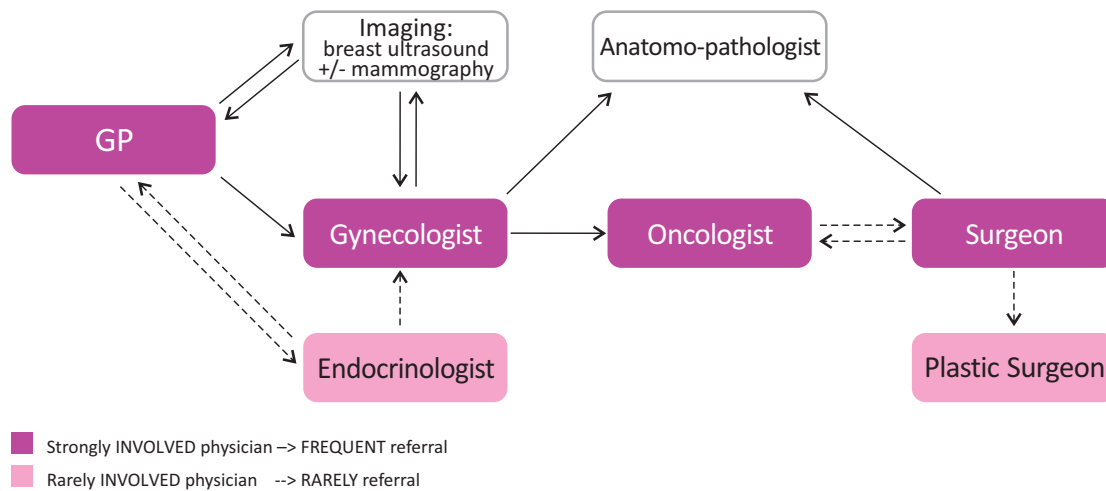 Imaging:
breast ultrasound
+/- mammography
Anatomo-pathologist
GP
Gynecologist
Oncologist
Surgeon
Endocrinologist
Plastic Surgeon
Strongly INVOLVED physician –> FREQUENT referral
Rarely INVOLVED physician --> RARELY referral